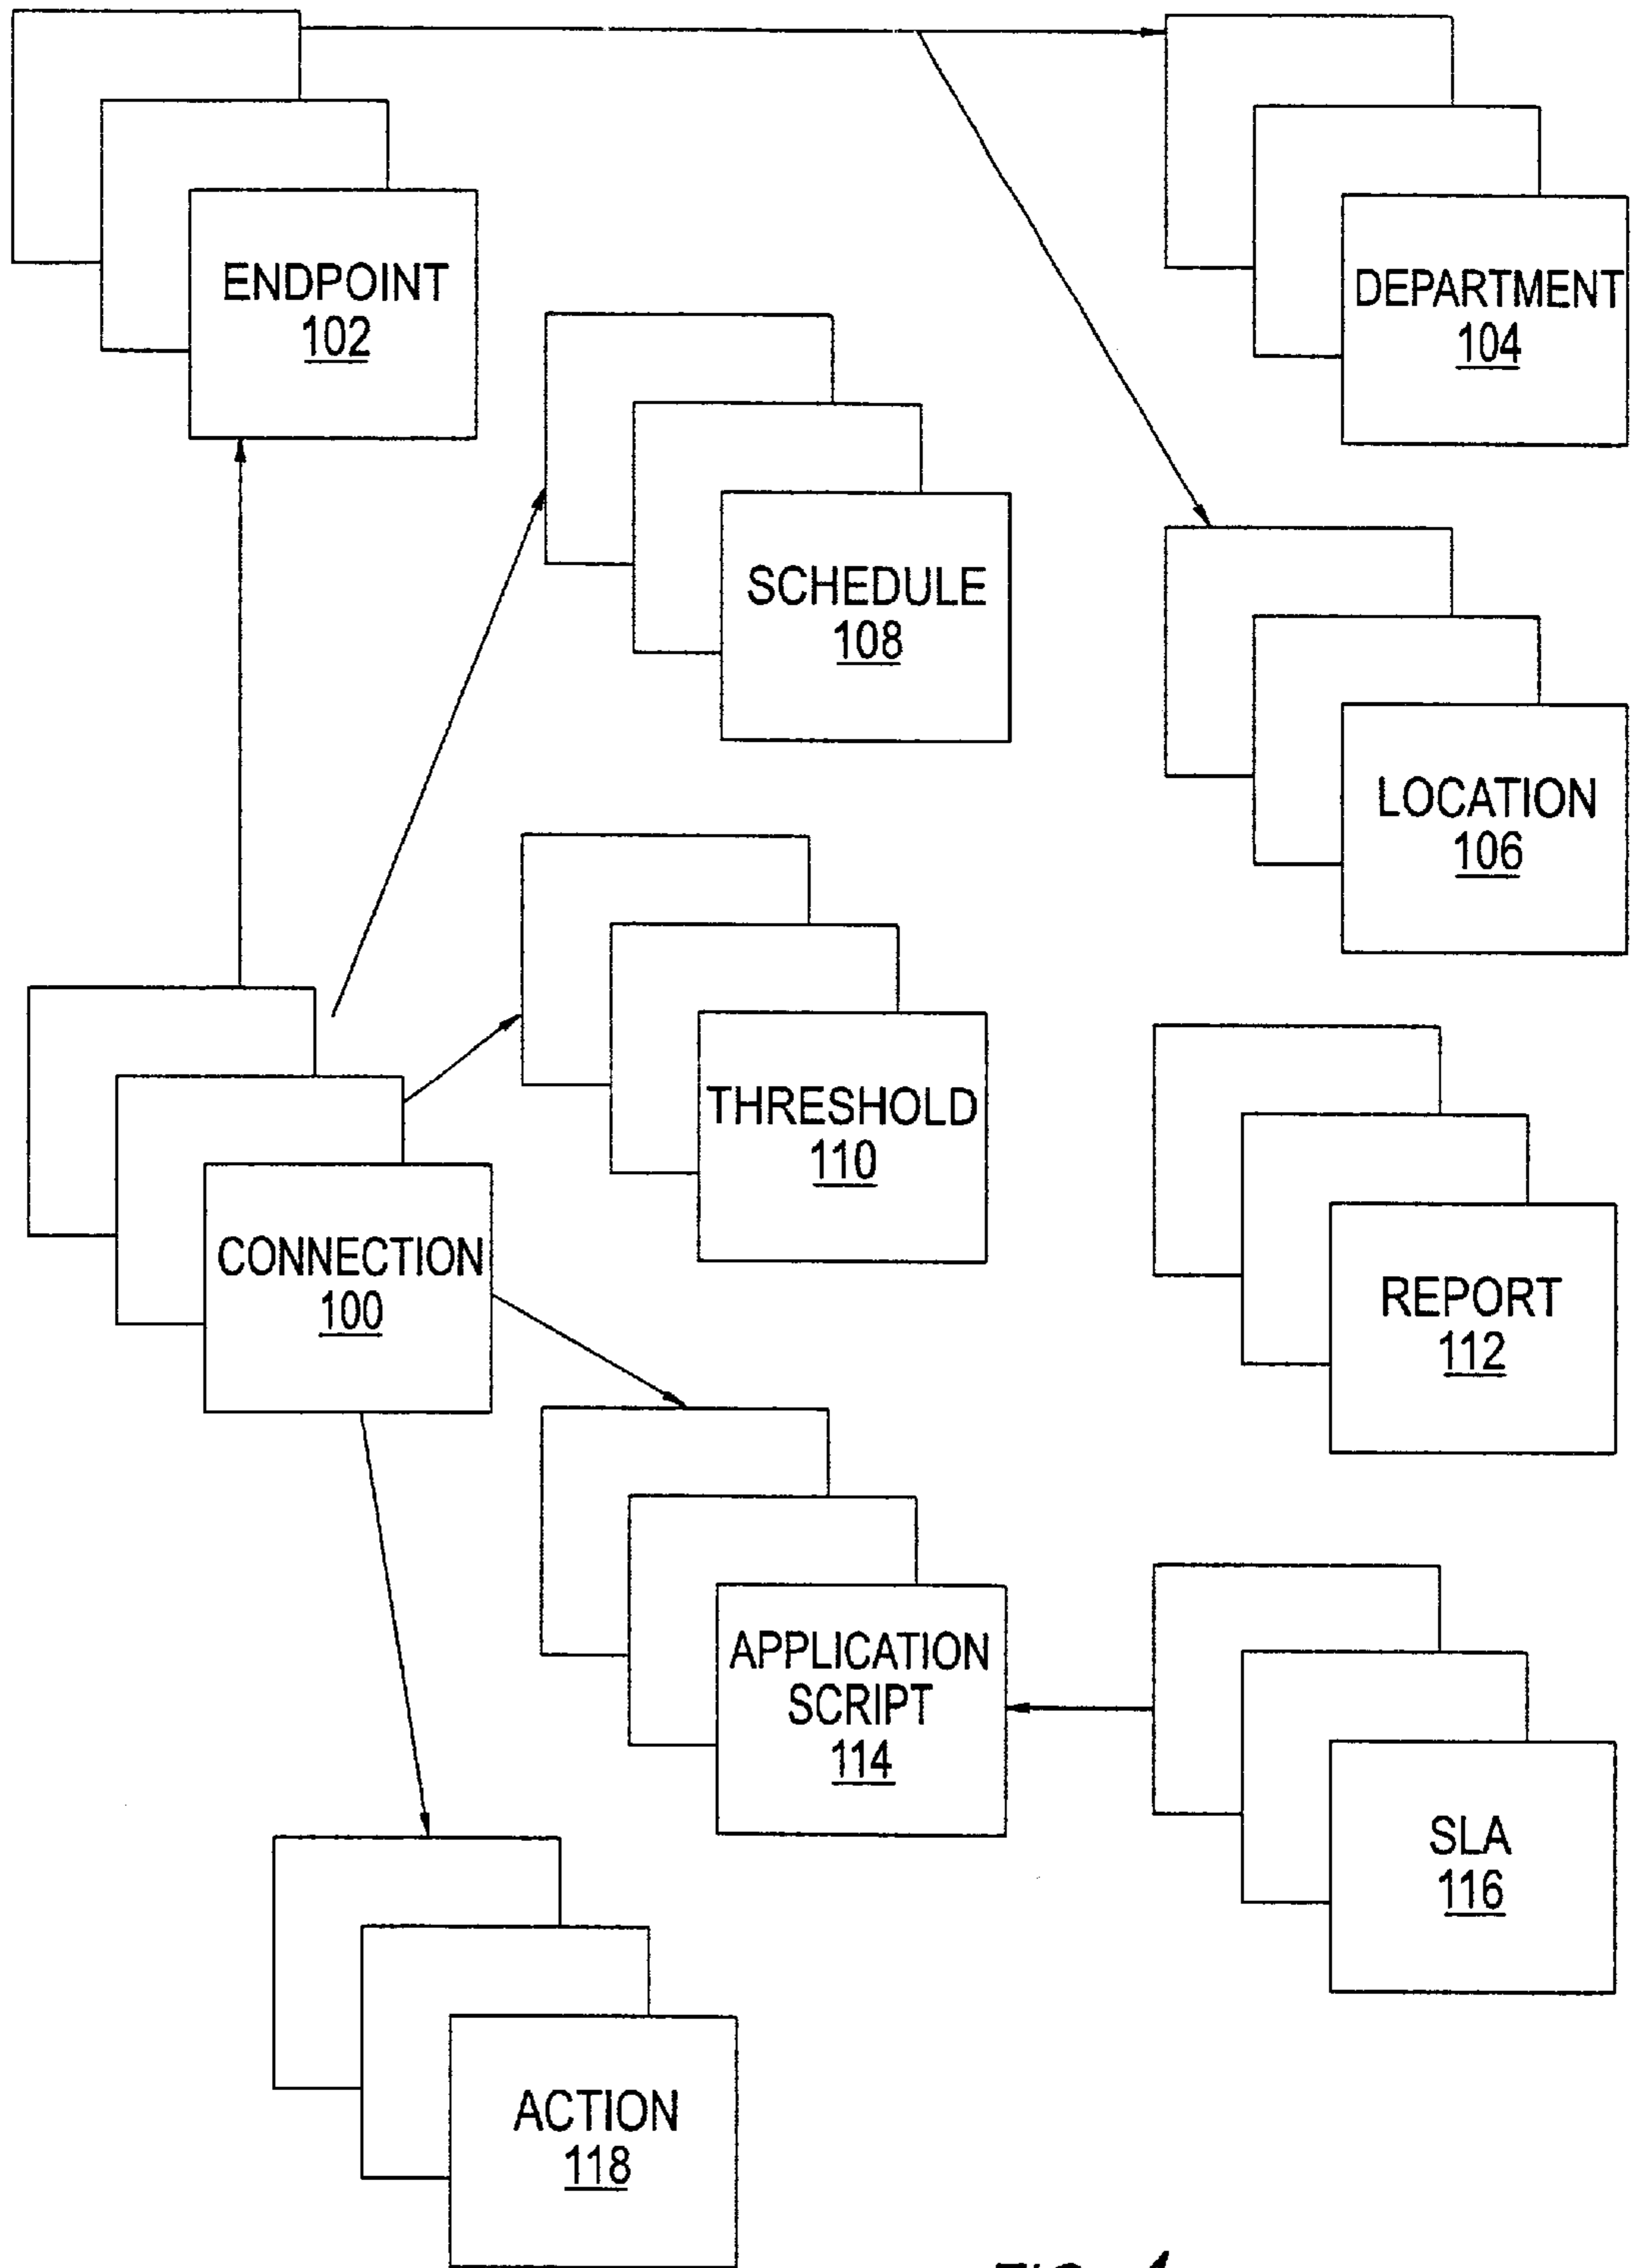 ENDPOINT
102
DEPARTMENT
104
SCHEDULE
108
LOCATION
106
THRESHOLD
110
CONNECTION
100
REPORT
112
APPLICATION
SCRIPT
114
SLA
116
ACTION
118